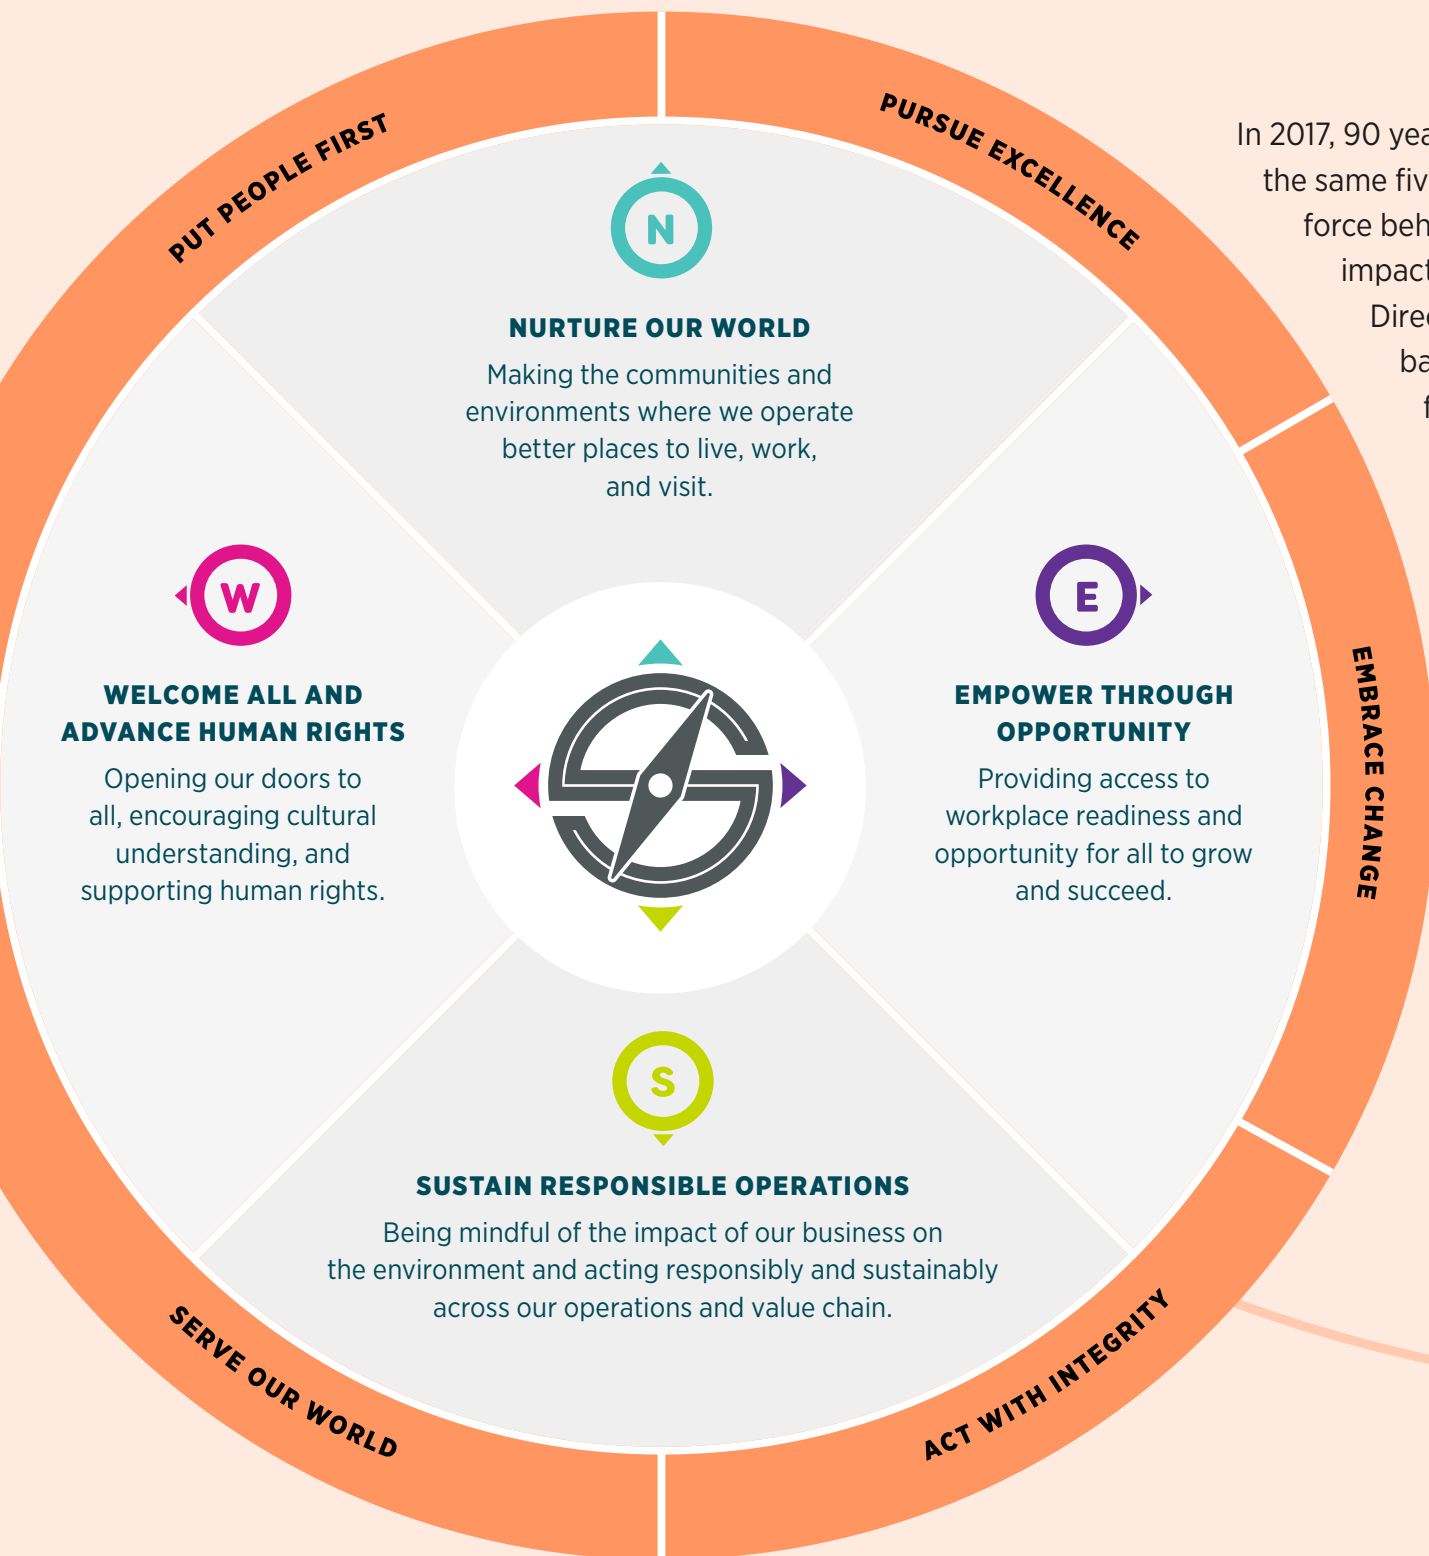 PUT PEOPLE FIRST
PURSUE EXCELLENCE
EMBRACE CHANGE
ACT WITH INTEGRITY
SERVE OUR WORLD
N
NURTURE OUR WORLD
Making the communities and
environments where we operate
better places to live, work,
and visit.
W
WELCOME ALL AND
ADVANCE HUMAN RIGHTS
Opening our doors to
all, encouraging cultural
understanding, and
supporting human rights.
E
EMPOWER THROUGH
OPPORTUNITY
Providing access to
workplace readiness and
opportunity for all to grow
and succeed.
S
SUSTAIN RESPONSIBLE OPERATIONS
Being mindful of the impact of our business on
the environment and acting responsibly and sustainably
across our operations and value chain.
In 2017, 90
the same
force
impact